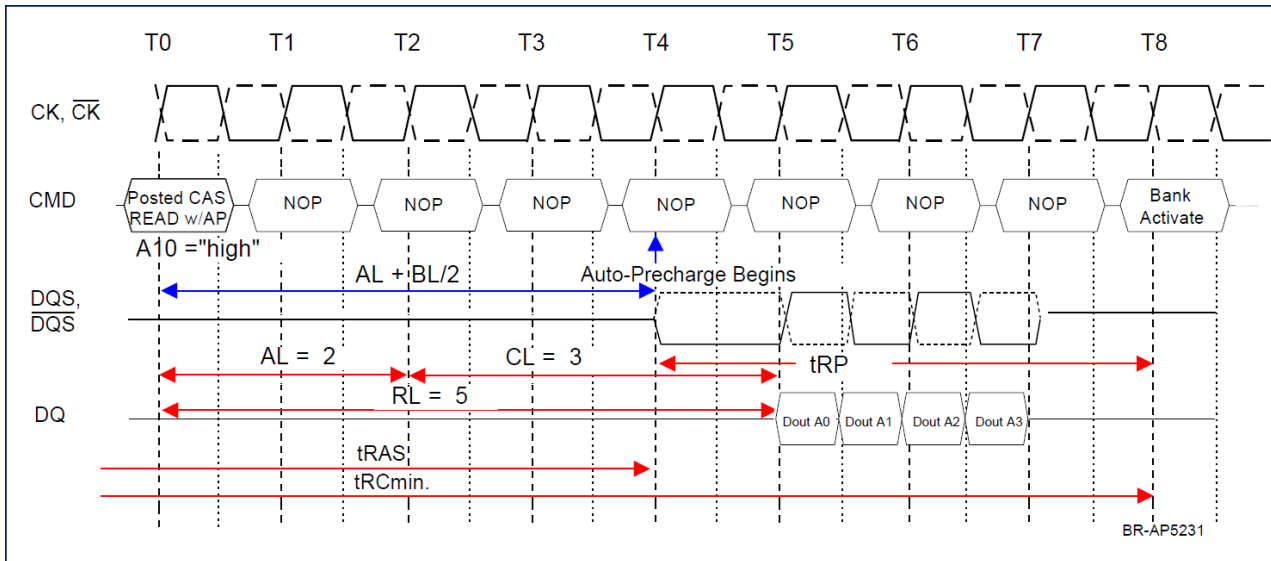 T0 T1 T2 T3 T4 T5 T6 T7 T8
CK, CK
CMD
Posted CAS
READ w/AP
NOP NOP NOP NOP NOP NOP NOP
Bank
Activate
A10 ="high"
AL + BL/2
Auto-Precharge Begins
DQS,
DQS
AL = 2
CL = 3
tRP
RL = 5
DQ
Dout A0 Dout A1 Dout A2 Dout A3
tRAS
tRCmin.
BR-AP5231